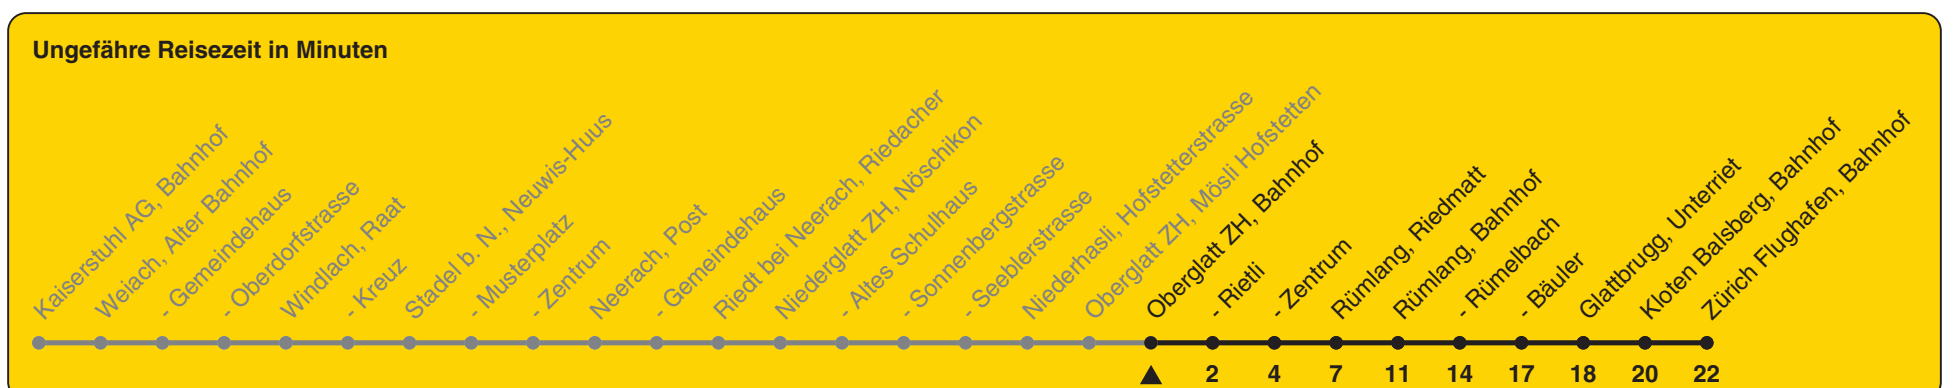 Ungefähre Reisezeit in Minuten
Kaiserstuhl AG, Bahnhof
Weiach, Alter Bahnhof
- Gemeindehaus
- Oberdorfstrasse
Windlach, Raat
- Kreuz
Stadel b. N., Neuwis-Huus
- Musterplatz
- Zentrum
Neerach, Post
- Gemeindehaus
Riedt bei Neerach, Riedacher
Niederglatt ZH, Nöschikon
- Altes Schulhaus
- Sonnenbergstrasse
- Seeblerstrasse
Niederhasli, Hofstetterstrasse
Oberglatt ZH, Mösli Hofstetten
Oberglatt ZH, Bahnhof
- Rietli
- Zentrum
Rümlang, Riedmatt
Rümlang, Bahnhof
- Rümelbach
- Bäuler
Glattbrugg, Unterriet
Kloten Balsberg, Bahnhof
Zürich Flughafen, Bahnhof
2 4 7 11 14 17 18 20 22